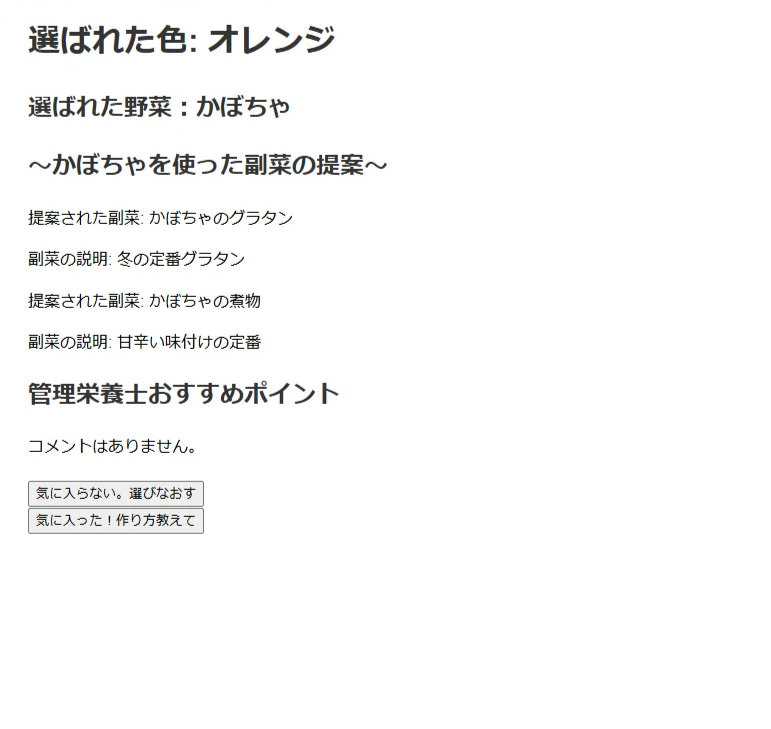 選ばれた色: オレンジ
選ばれた野菜：かぼちゃ
～かぼちゃを使った副菜の提案～
提案された副菜: かぼちゃのグラタン
副菜の説明: 冬の定番グラタン
提案された副菜: かぼちゃの煮物
副菜の説明: 甘辛い味付けの定番
管理栄養士おすすめポイント
コメントはありません。
気に入らない。選びなおす
気に入った！作り方教えて